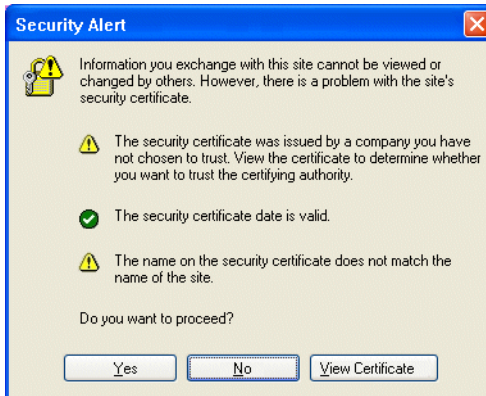 Security Alert
Information you exchange with this site cannot be viewed or
changed by others. However, there is a problem with the site's
security certificate.
The security certificate was issued by a company you have
not chosen to trust. View the certificate to determine whether
you want to trust the certifying authority.
The security certificate date is valid.
The name on the security certificate does not match the
name of the site.
Do you want to proceed?
Yes No View Certificate